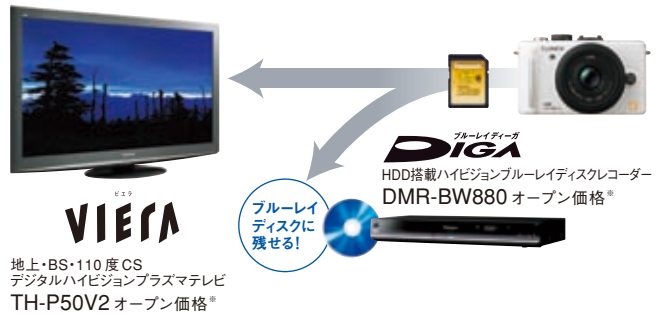 ビエラ
VIERA
地上・BS・110度CS
デジタルハイビジョンプラズマテレビ
TH-P50V2 オープン価格※
ブルーレイ
ディスクに
残せる！
ブルーレイディーガ
DIGA
HDD搭載ハイビジョンブルーレイディスクレコーダー
DMR-BW880 オープン価格※
LUMIX